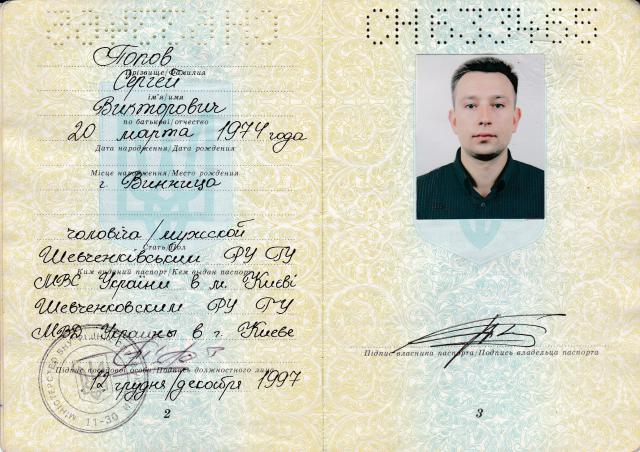 Попов
Прізвище/Фамилия
Сергей
ім'я/имя
Викторович
по батькові/отчество
20 марта 1974 года
Дата народження/Дата рождения
Місце народження/Место рождения
г. Винница
чоловіча/мужской
Стать/Пол
Шевченківським РУ ГУ
Ким виданий паспорт/Кем выдан паспорт
МВС України в м. Києві
Шевченковским РУ ГУ
МВД Украины в г. Киеве
Підпис посадової особи/Подпись должностного лица
12 грудня/декабря 1997
11-30
2
СМ633455
Підпис власника паспорта/Подпись владельца паспорта
3